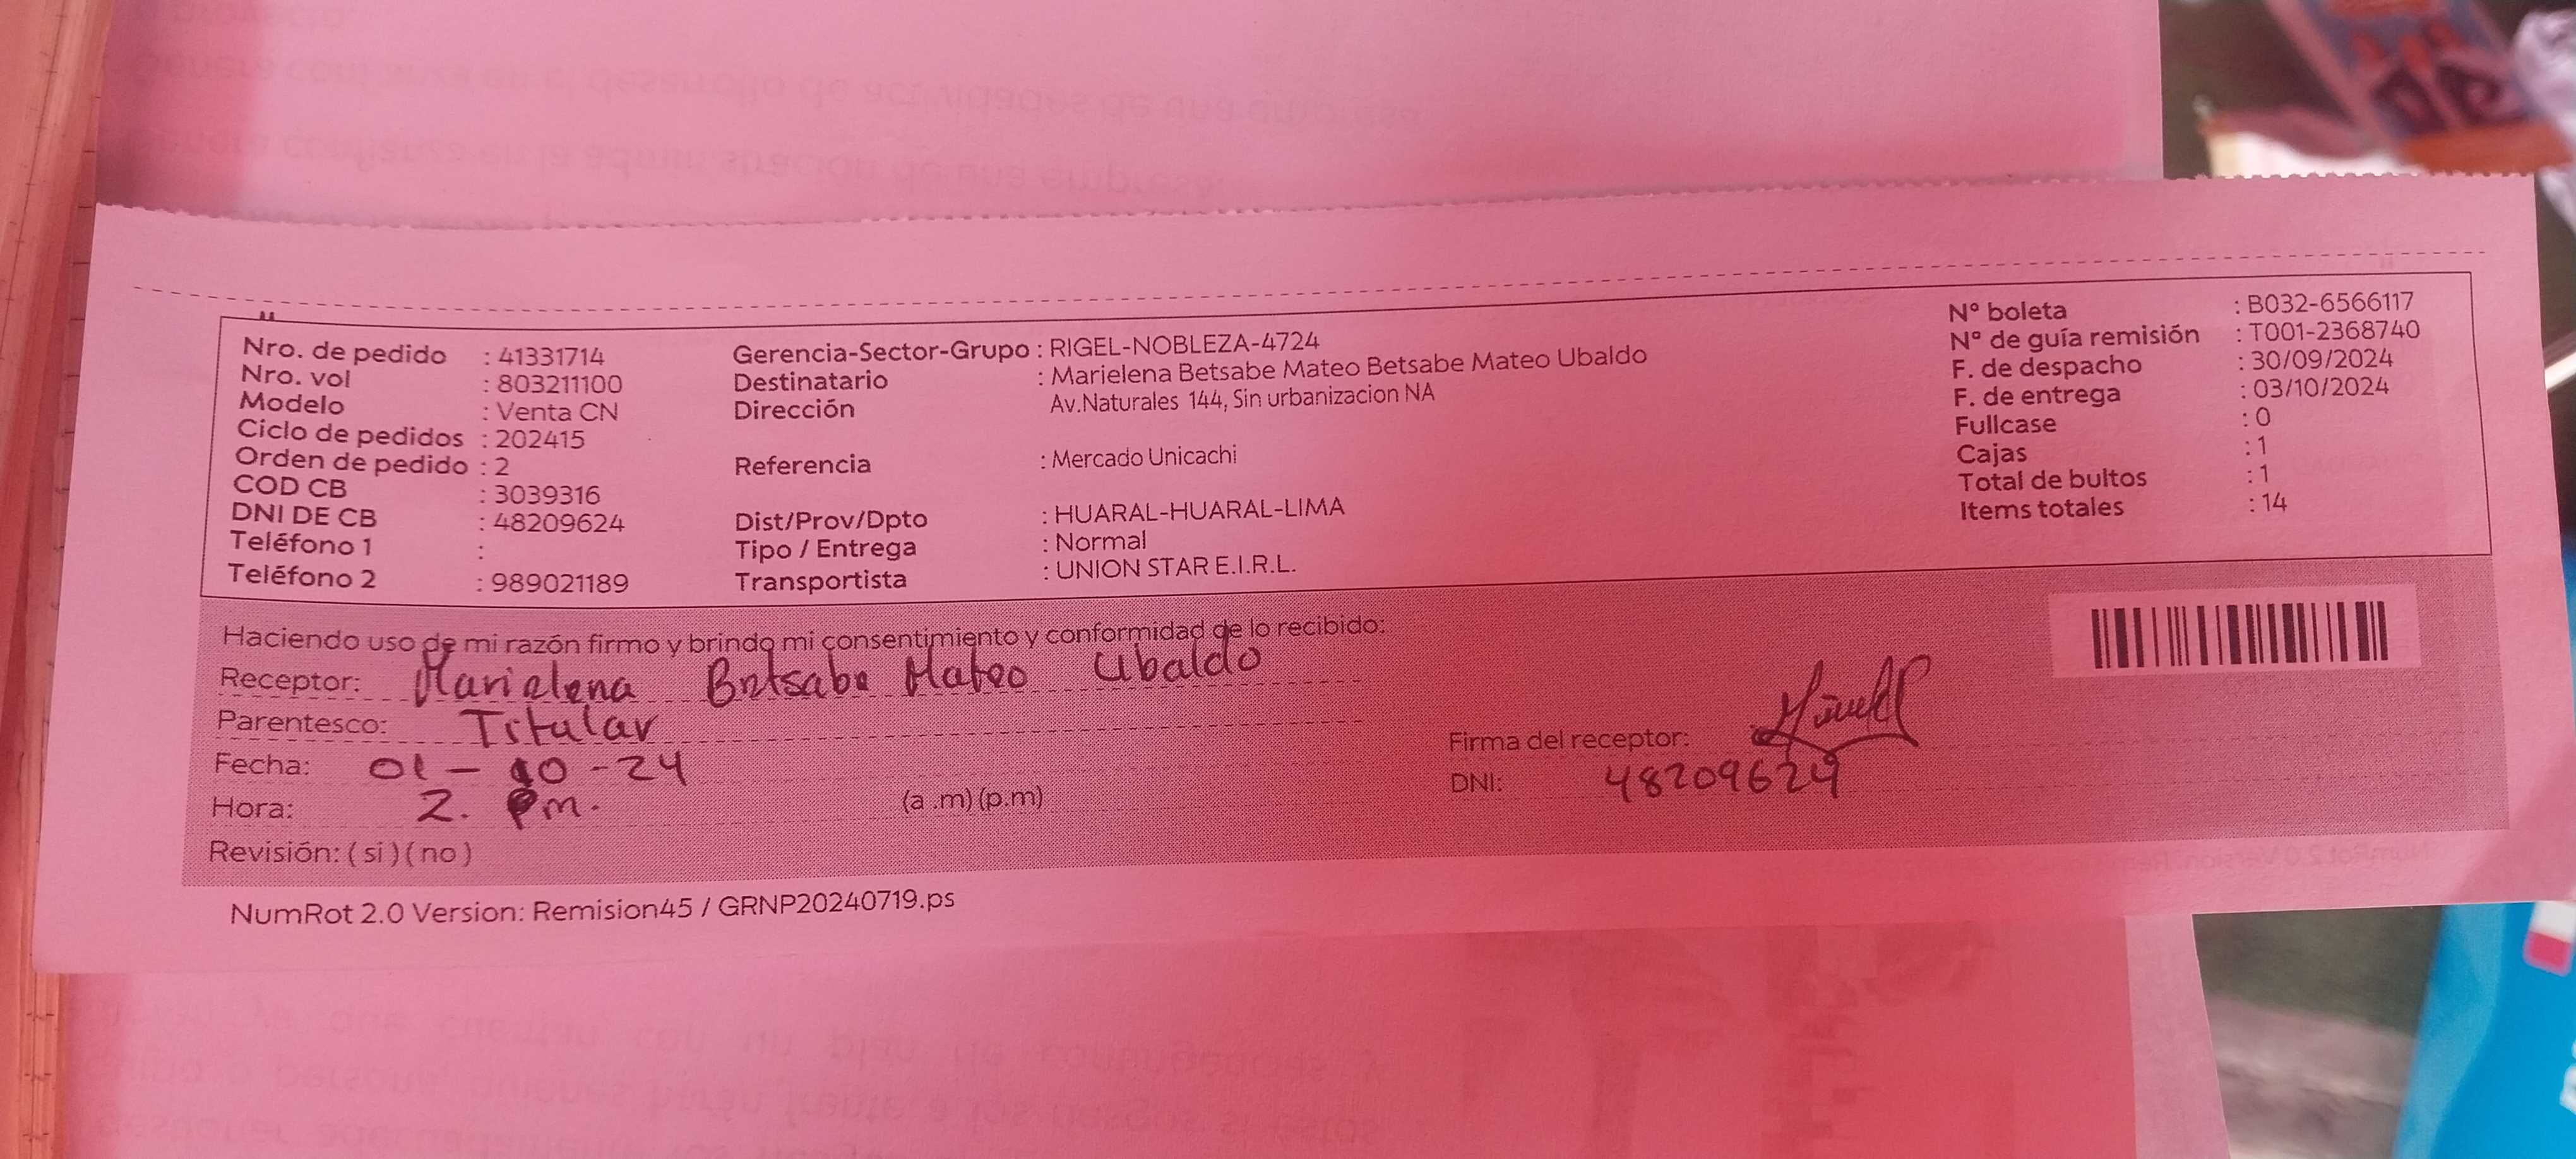 Nro. de pedido : 41331714
Nro. vol : 803211100
Modelo : Venta CN
Ciclo de pedidos : 202415
Orden de pedido : 2
COD CB : 3039316
DNI DE CB : 48209624
Teléfono 1 :
Teléfono 2 : 989021189
Gerencia-Sector-Grupo : RIGEL-NOBLEZA-4724
Destinatario : Marielena Betsabe Mateo Betsabe Mateo Ubaldo
Dirección Av.Naturales 144, Sin urbanizacion NA
Referencia : Mercado Unicachi
Dist/Prov/Dpto : HUARAL-HUARAL-LIMA
Tipo / Entrega : Normal
Transportista : UNION STAR E.I.R.L.
Nº boleta : B032-6566117
Nº de guía remisión : T001-2368740
F. de despacho : 30/09/2024
F. de entrega : 03/10/2024
Fullcase : 0
Cajas : 1
Total de bultos : 1
Items totales : 14
Haciendo uso de mi razón firmo y brindo mi consentimiento y conformidad de lo recibido:
Receptor: Marielena Betsabe Mateo Ubaldo
Parentesco: Titular
Fecha: 01-10-24
Hora: 2. Pm. (a .m) (p.m)
Revisión: ( si ) ( no )
Firma del receptor:
DNI: 48209624
NumRot 2.0 Version: Remision45 / GRNP20240719.ps